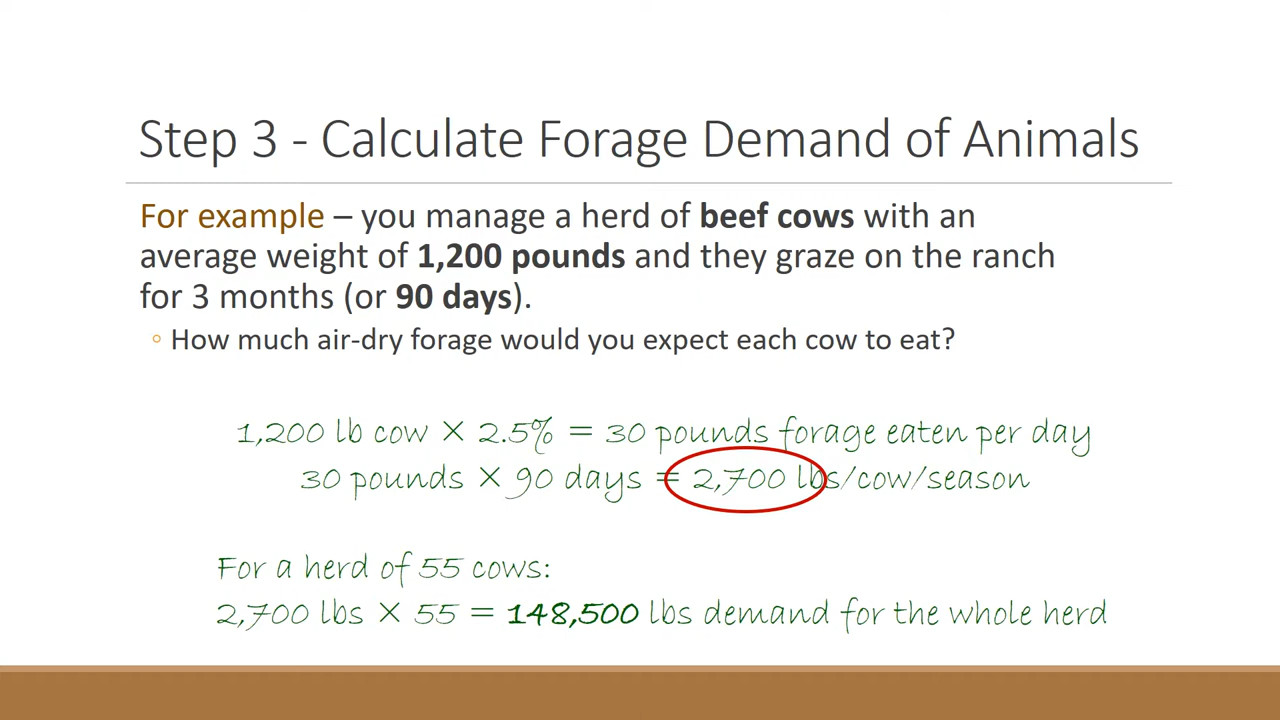 Step 3 - Calculate Forage Demand of Animals
For example – you manage a herd of beef cows with an
average weight of 1,200 pounds and they graze on the ranch
for 3 months (or 90 days).
◦ How much air-dry forage would you expect each cow to eat?
1,200 lb cow × 2.5% = 30 pounds forage eaten per day
30 pounds × 90 days = 2,700 lbs/cow/season
For a herd of 55 cows:
2,700 lbs × 55 = 148,500 lbs demand for the whole herd